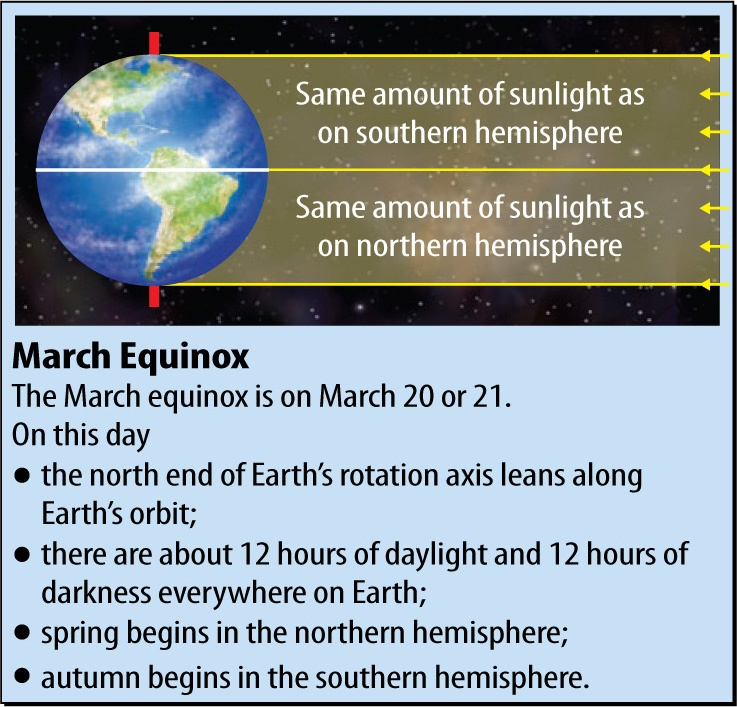 Same amount of sunlight as
on southern hemisphere
Same amount of sunlight as
on northern hemisphere
March Equinox
The March equinox is on March 20 or 21.
On this day
• the north end of Earth’s rotation axis leans along
Earth’s orbit;
• there are about 12 hours of daylight and 12 hours of
darkness everywhere on Earth;
• spring begins in the northern hemisphere;
• autumn begins in the southern hemisphere.